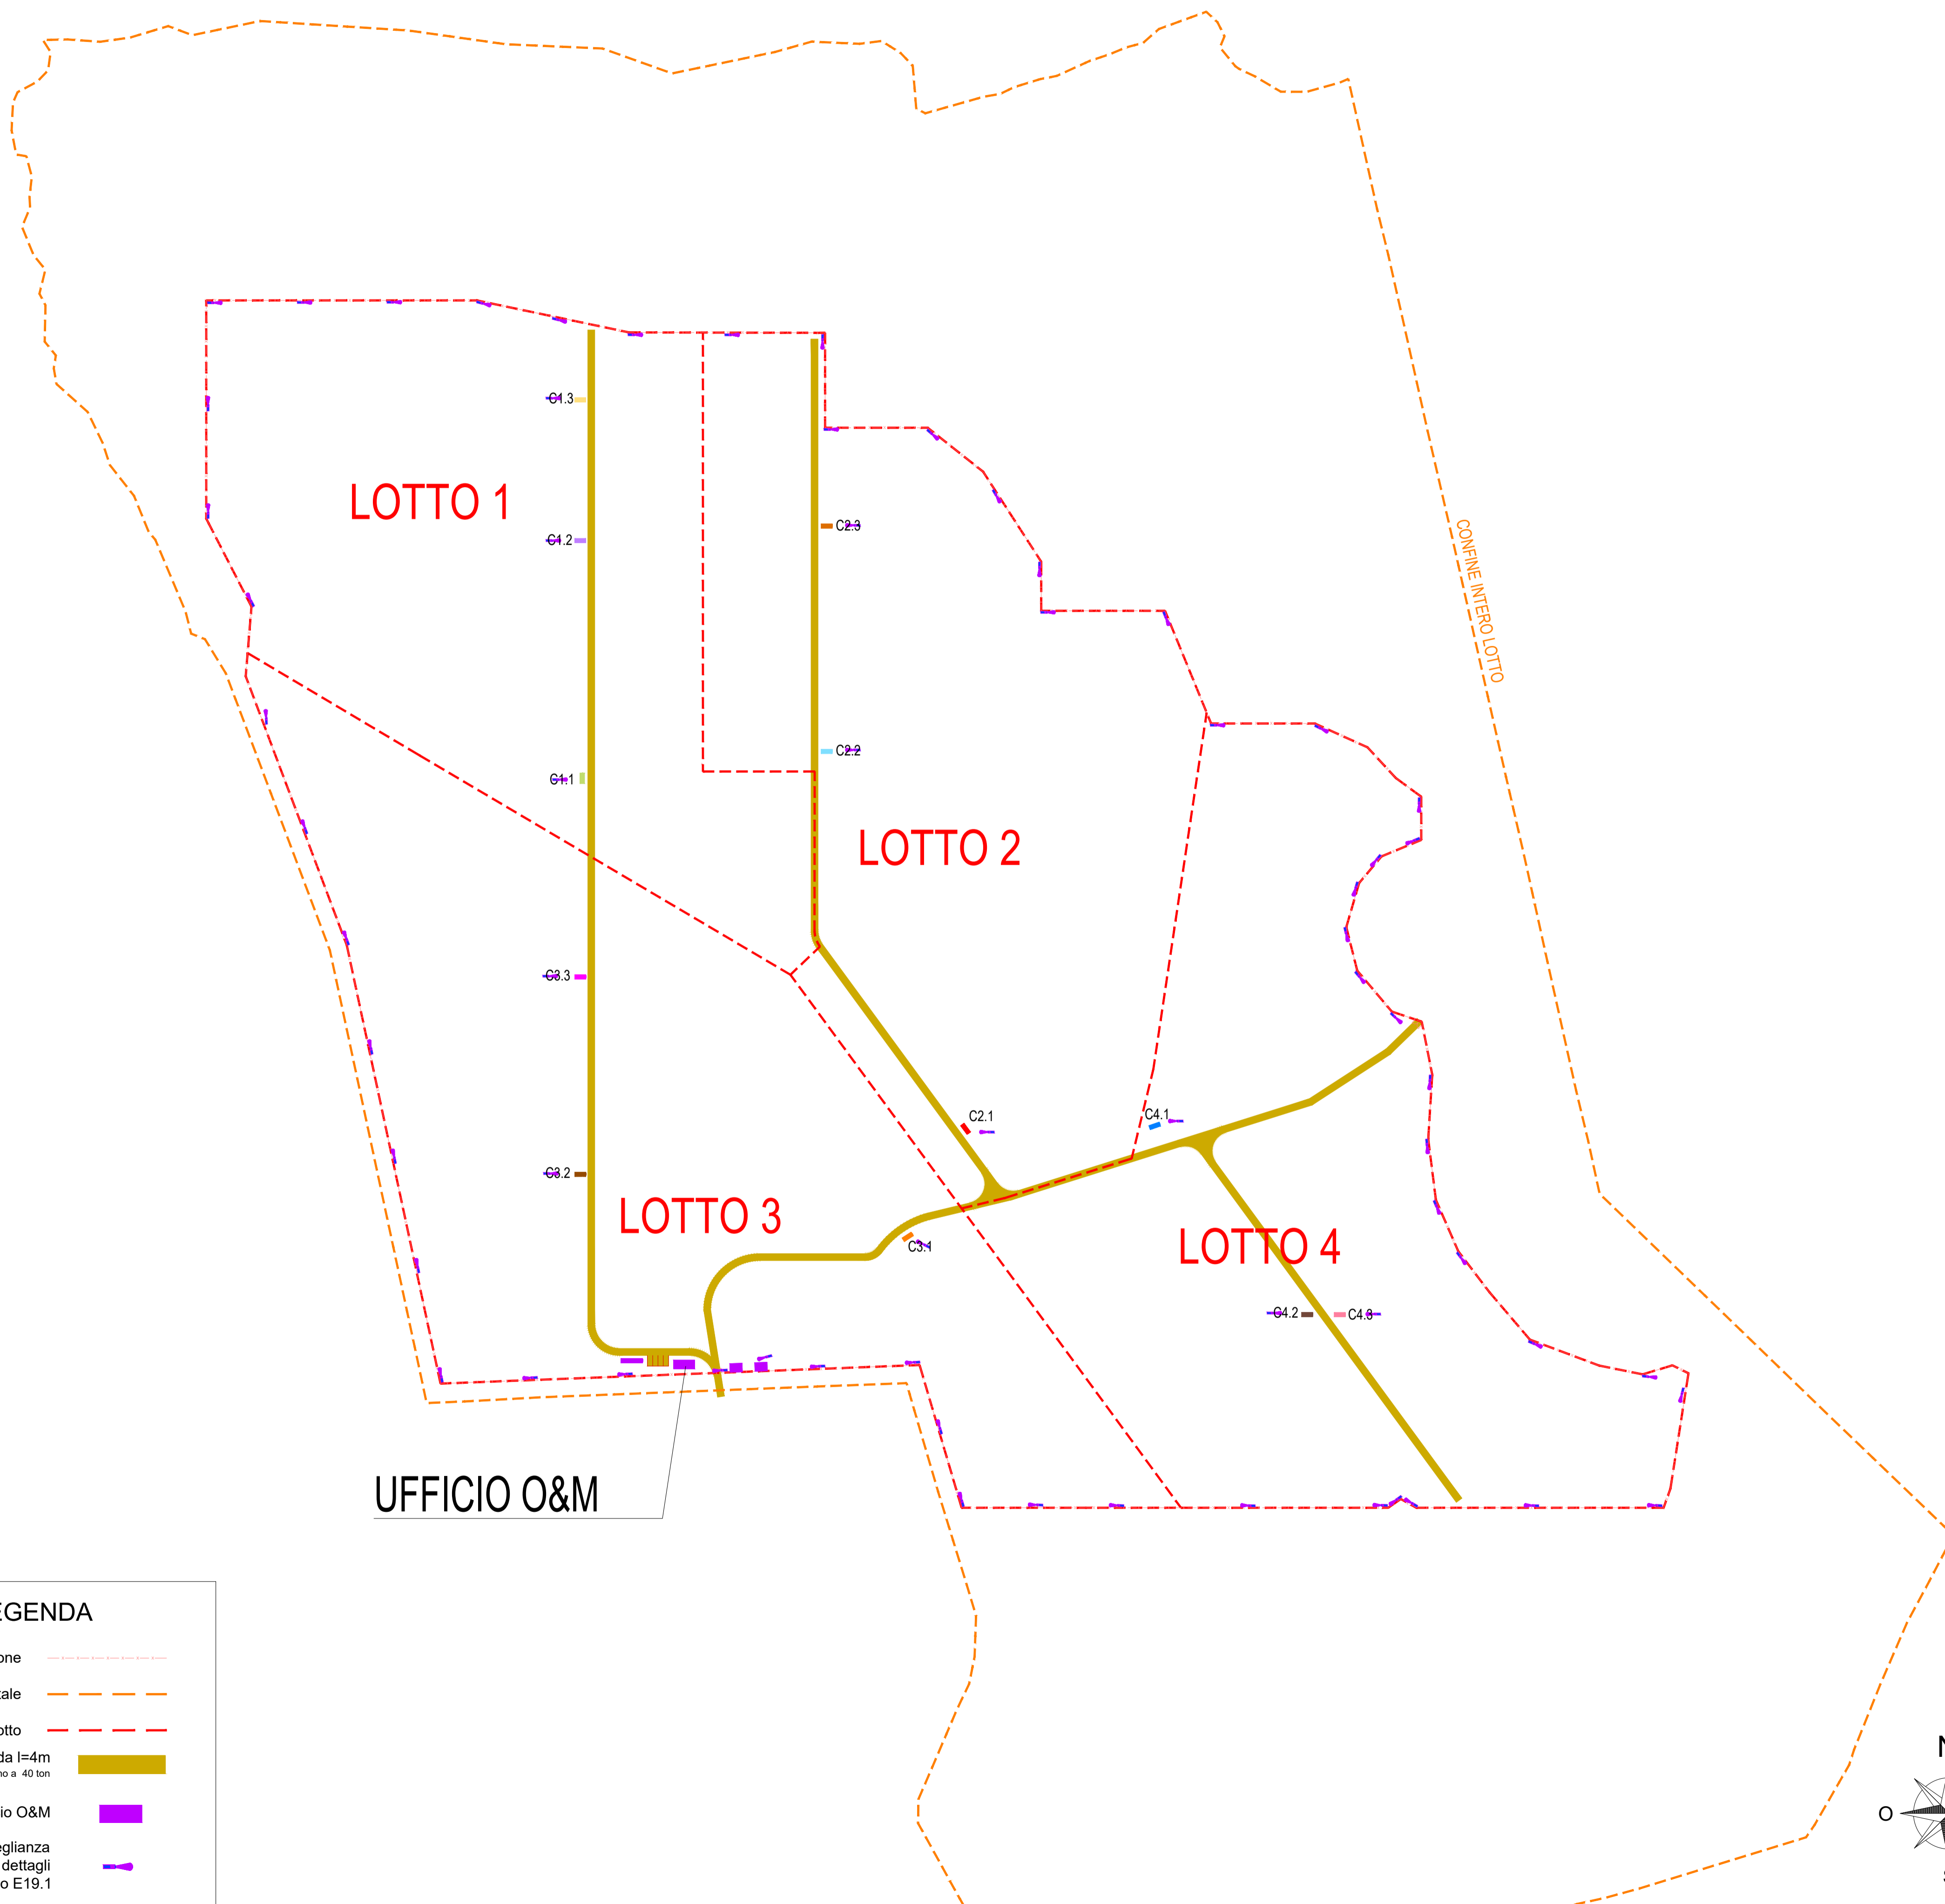 C1.3
LOTTO 1
CONFINE INTERO LOTTO
C2.3
C1.2
C2.2
C1.1
LOTTO 2
C3.3
C2.1
C4.1
C3.2
LOTTO 3
LOTTO 4
C3.1
C4.2
C4.3
UFFICIO O&M
EGENDA
one
tale
otto
da l=4m
no a 40 ton
io O&M
eglianza
dettagli
o E19.1
N
O
S